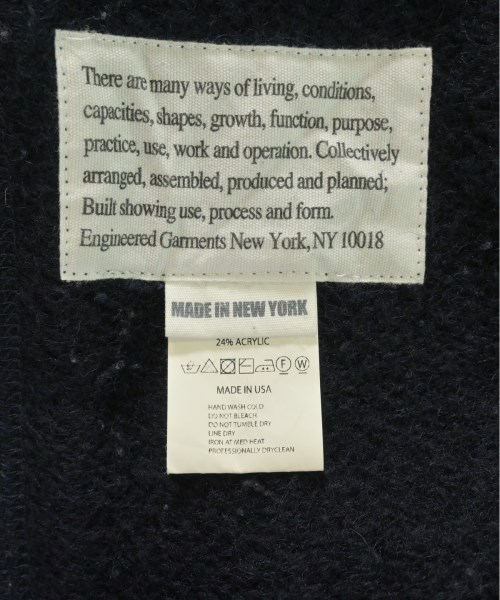 There are many ways of living, conditions,
capacities, shapes, growth, function, purpose,
practice, use, work and operation. Collectively
arranged, assembled, produced and planned;
Built showing use, process and form.
Engineered Garments New York, NY 10018
MADE IN NEW YORK
24% ACRYLIC
F W
MADE IN USA
HAND WASH COLD
DO NOT BLEACH
DO NOT TUMBLE DRY
LINE DRY
IRON AT MED HEAT
PROFESSIONALLY DRYCLEAN